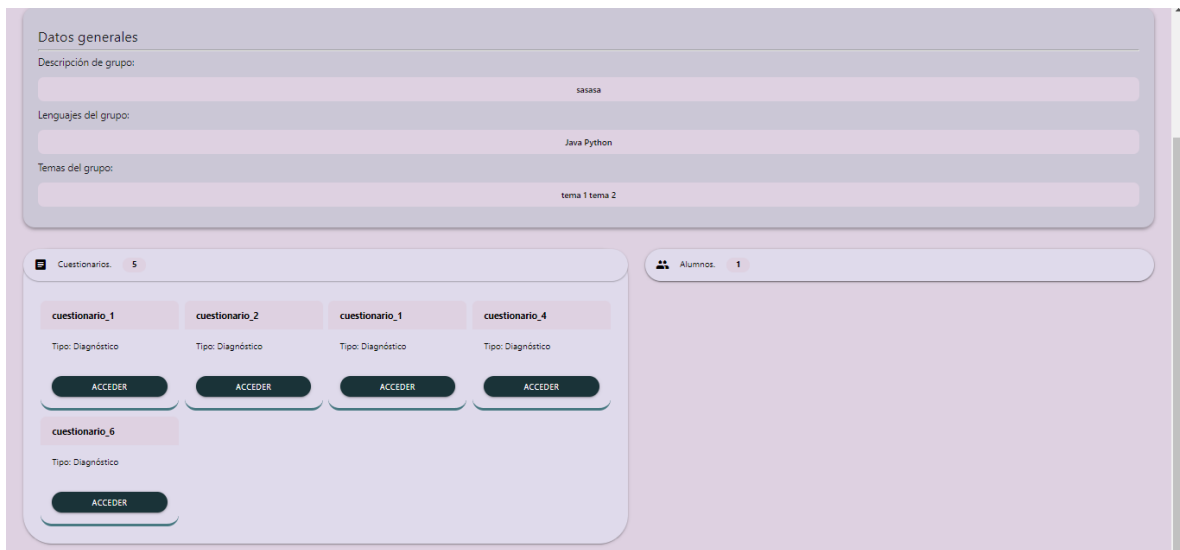 Datos generales
Descripción de grupo:
sasasa
Lenguajes del grupo:
Java Python
Temas del grupo:
tema 1 tema 2
Cuestionarios. 5
Alumnos. 1
cuestionario_1 cuestionario_2 cuestionario_1 cuestionario_4
Tipo: Diagnóstico Tipo: Diagnóstico Tipo: Diagnóstico Tipo: Diagnóstico
ACCEDER ACCEDER ACCEDER ACCEDER
cuestionario_6
Tipo: Diagnóstico
ACCEDER